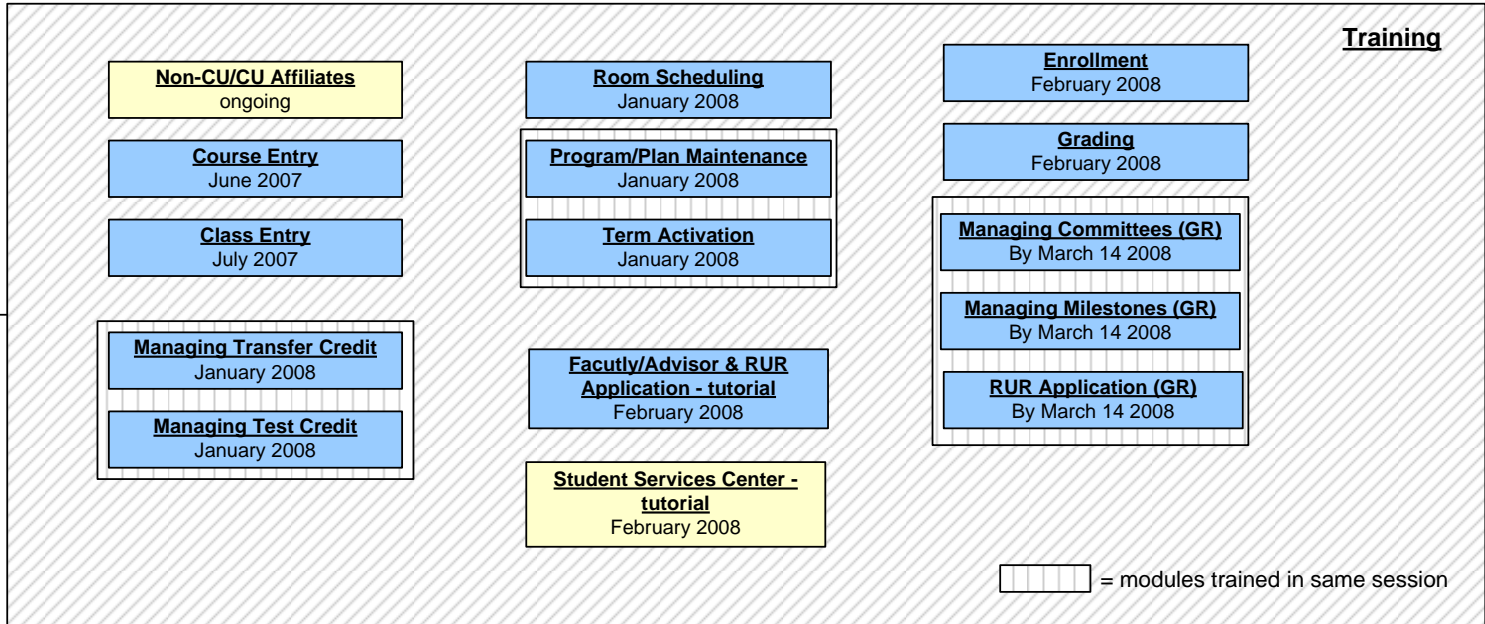 Training
Non-CU/CU Affiliates
ongoing
Course Entry
June 2007
Class Entry
July 2007
Managing Transfer Credit
January 2008
Managing Test Credit
January 2008
Room Scheduling
January 2008
Program/Plan Maintenance
January 2008
Term Activation
January 2008
Facutly/Advisor & RUR
Application - tutorial
February 2008
Student Services Center -
tutorial
February 2008
Enrollment
February 2008
Grading
February 2008
Managing Committees (GR)
By March 14 2008
Managing Milestones (GR)
By March 14 2008
RUR Application (GR)
By March 14 2008
= modules trained in same session